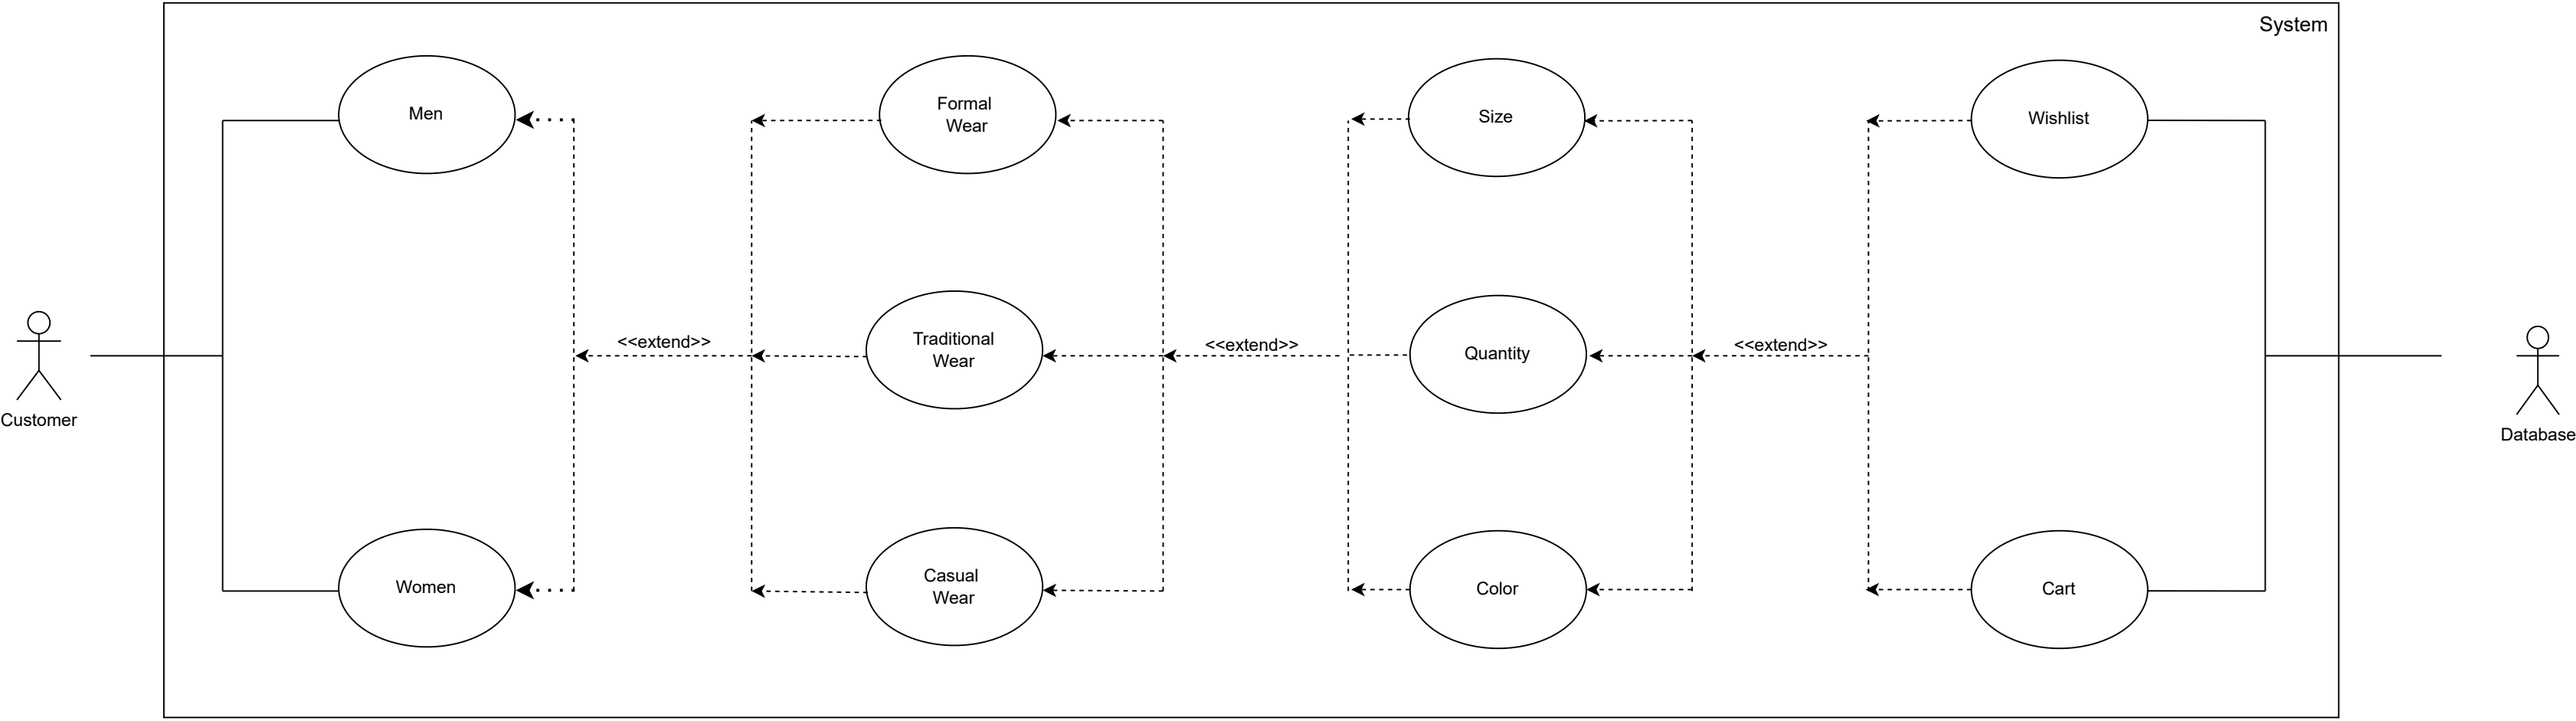 System
Men
Formal
Wear
Size
Wishlist
<<extend>>
<<extend>>
<<extend>>
Traditional
Wear
Quantity
Customer
Database
Women
Casual
Wear
Color
Cart